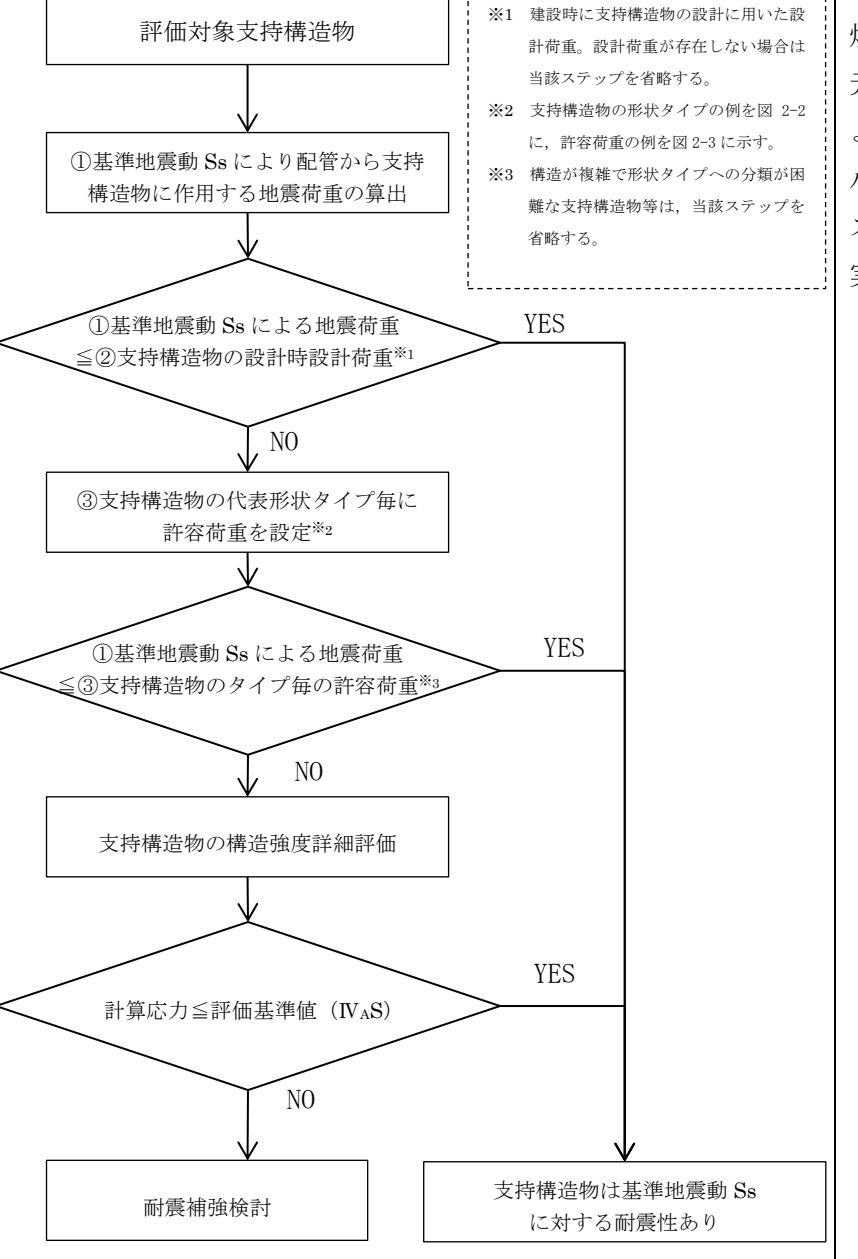 評価対象支持構造物
※1 建設時に支持構造物の設計に用いた設
計荷重。設計荷重が存在しない場合は
当該ステップを省略する。
※2 支持構造物の形状タイプの例を図 2-2
に，許容荷重の例を図 2-3 に示す。
※3 構造が複雑で形状タイプへの分類が困
難な支持構造物等は，当該ステップを
省略する。
①基準地震動 Ss により配管から支持
構造物に作用する地震荷重の算出
①基準地震動 Ss による地震荷重
≦②支持構造物の設計時設計荷重※1
YES
NO
③支持構造物の代表形状タイプ毎に
許容荷重を設定※2
①基準地震動 Ss による地震荷重
≦③支持構造物のタイプ毎の許容荷重※3
YES
NO
支持構造物の構造強度詳細評価
計算応力≦評価基準値（ⅣAS）
YES
NO
耐震補強検討
支持構造物は基準地震動 Ss
に対する耐震性あり